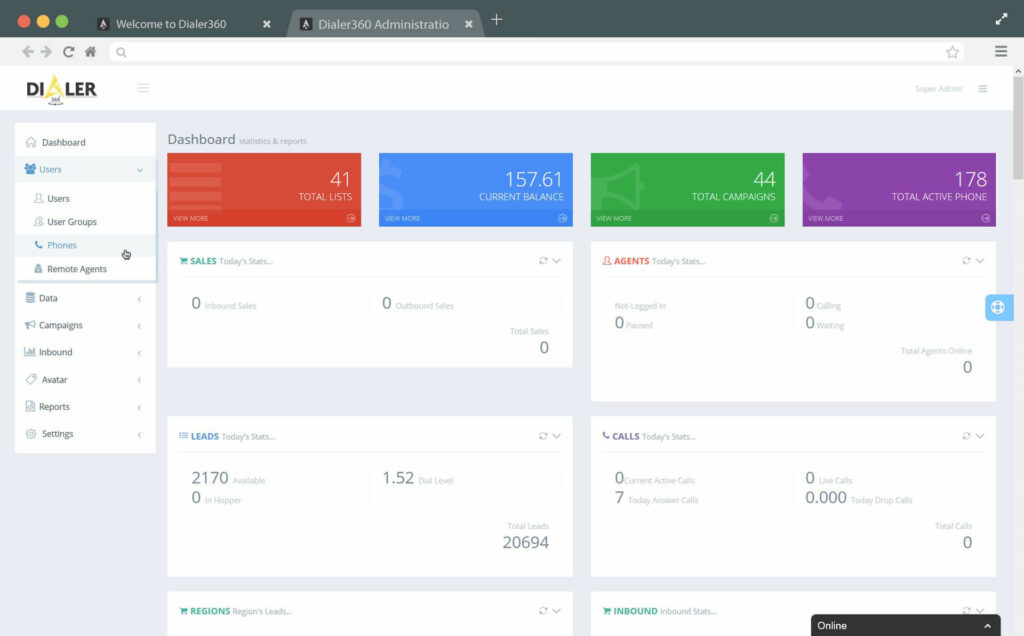 Welcome to Dialer360
Dialer360 Administratio
DIALER
360
Super Admin
Dashboard
Users
Users
User Groups
Phones
Remote Agents
Data
Campaigns
Inbound
Avatar
Reports
Settings
Dashboard statistics & reports
41
TOTAL LISTS
VIEW MORE
157.61
CURRENT BALANCE
VIEW MORE
44
TOTAL CAMPAIGNS
VIEW MORE
178
TOTAL ACTIVE PHONE
VIEW MORE
SALES Today's Stats...
0 Inbound Sales
0 Outbound Sales
Total Sales
0
AGENTS Today's Stats...
Not-Logged In
0 Calling
0 Paused
0 Waiting
Total Agents Online
0
LEADS Today's Stats...
2170 Available
1.52 Dial Level
0 In Hopper
Total Leads
20694
CALLS Today's Stats...
0 Current Active Calls
0 Live Calls
7 Today Answer Calls
0.000 Today Drop Calls
Total Calls
0
REGIONS Region's Leads...
INBOUND Inbound Stats...
Online